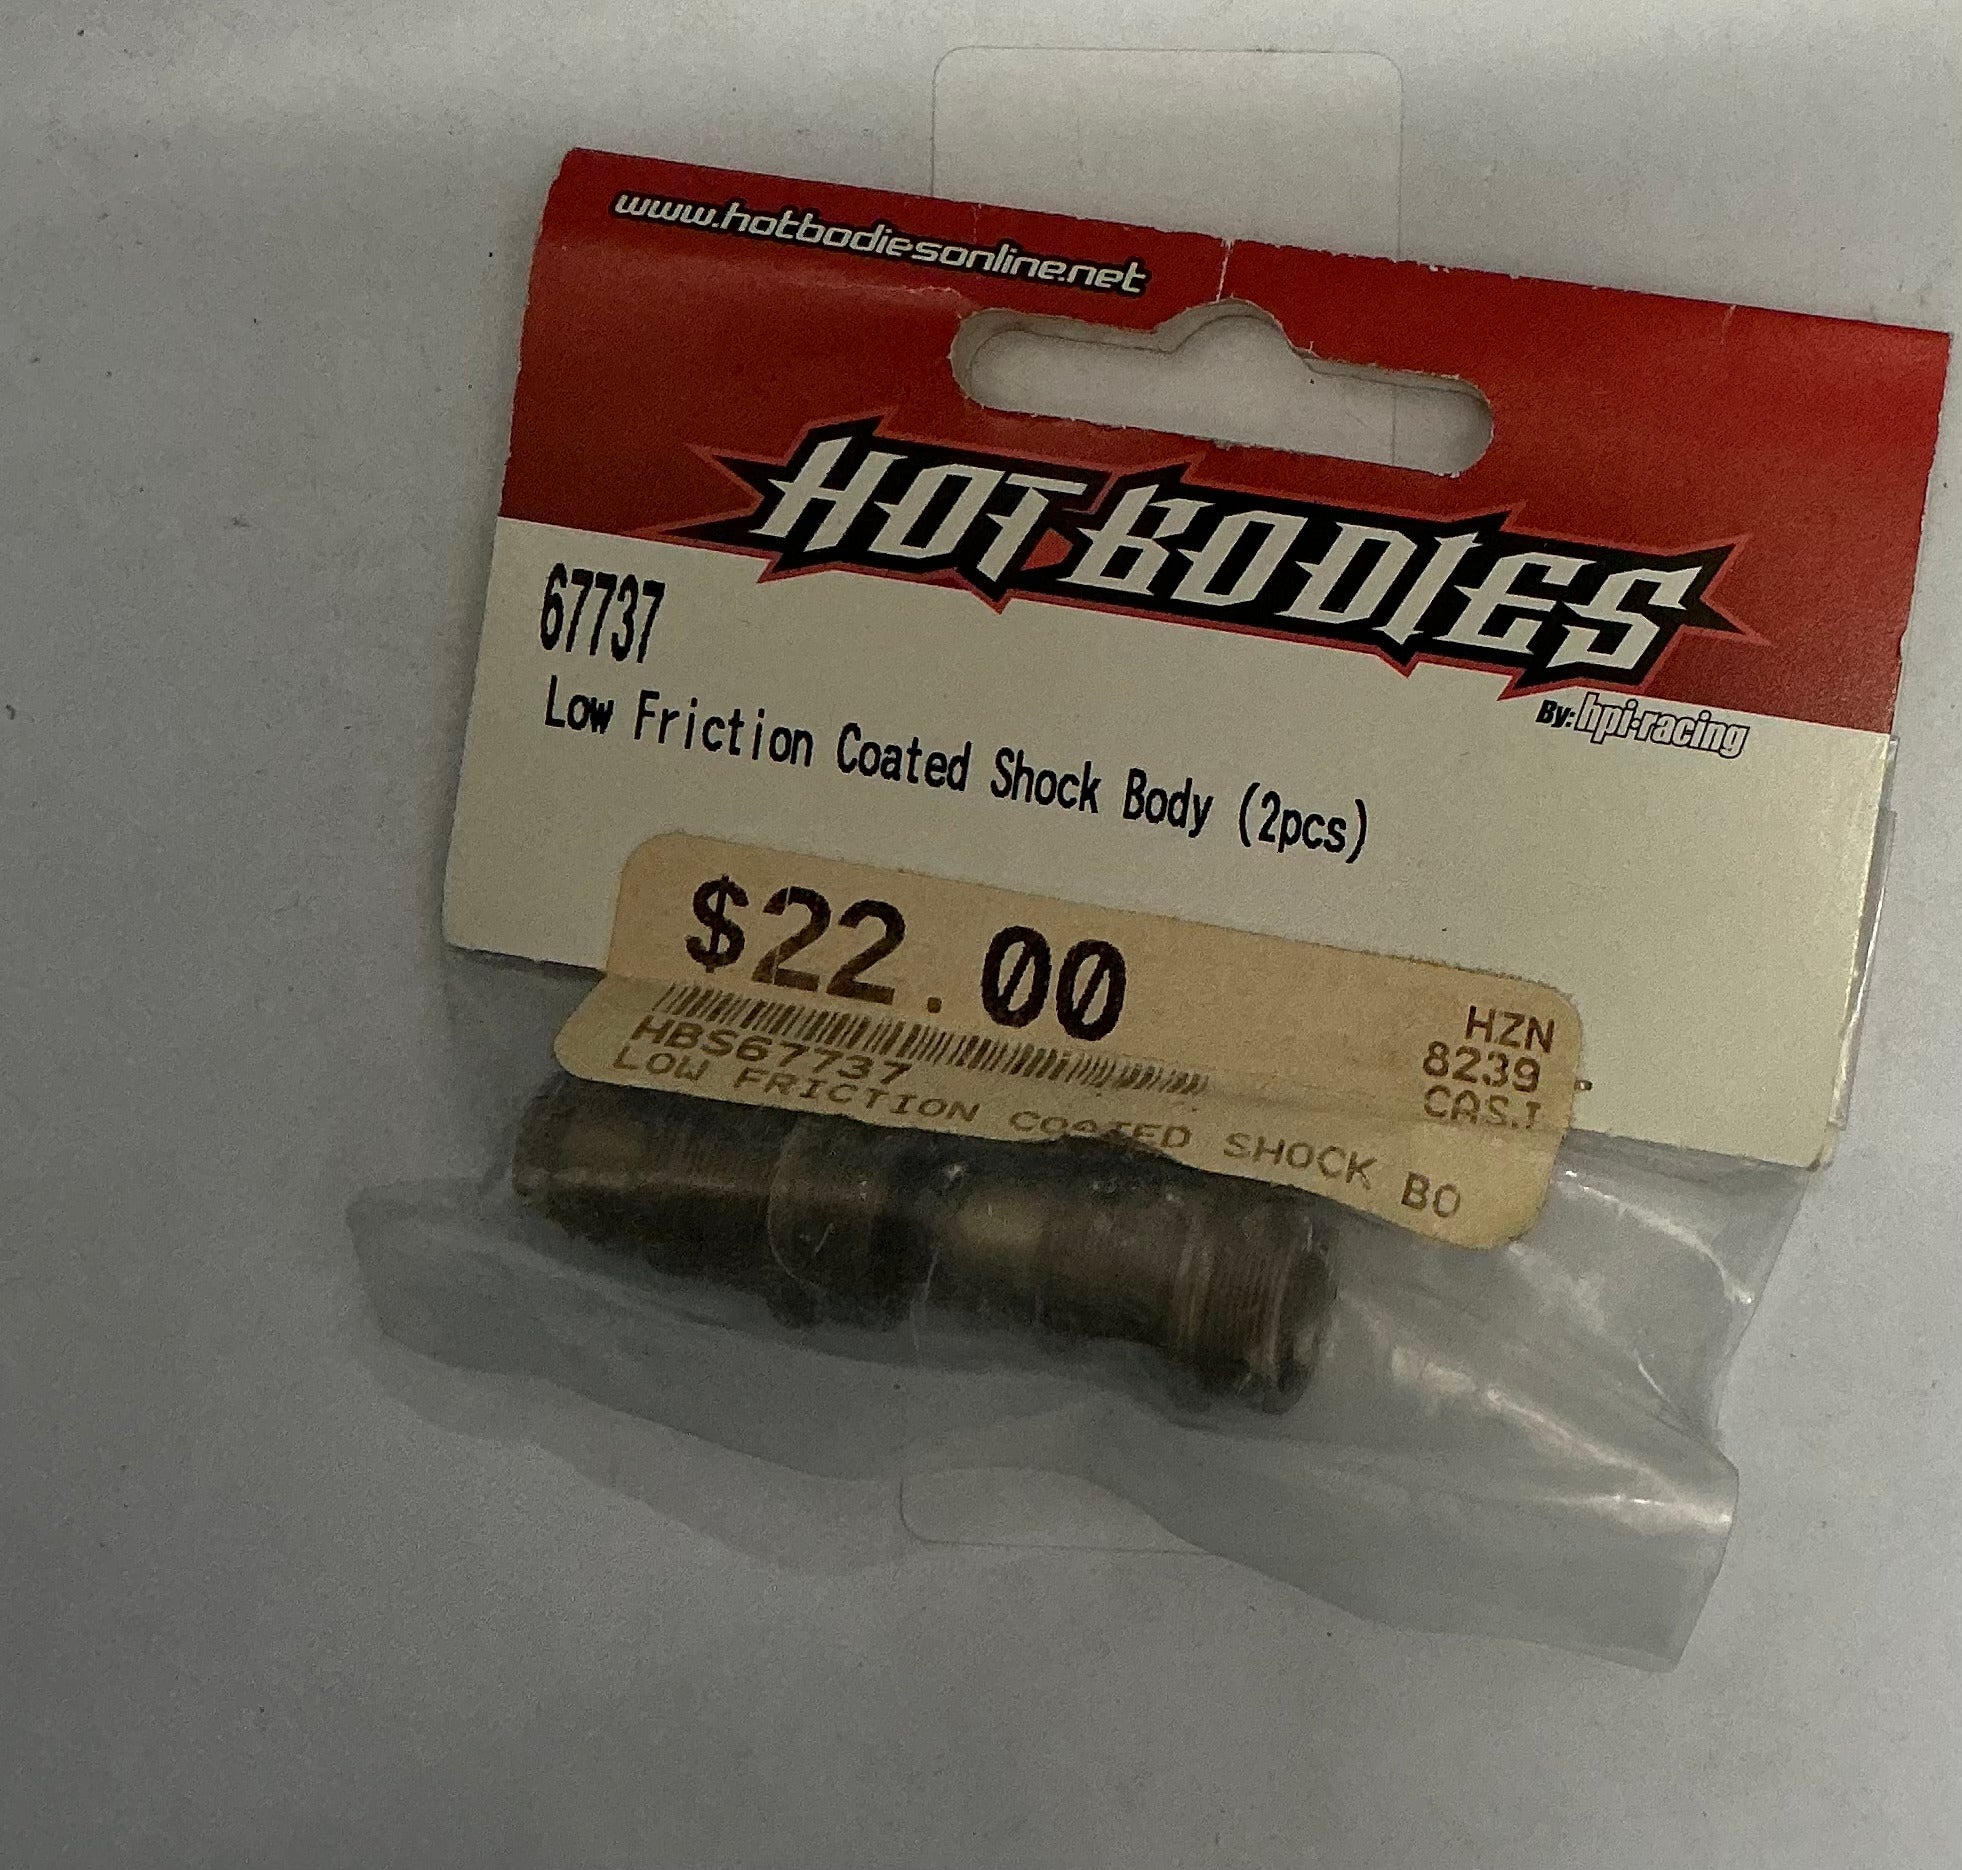 www.hotbodiesonline.net
HOT BODIES
By: hpi·racing
67737
Low Friction Coated Shock Body (2pcs)
$22.00
HBS67737
LOW FRICTION COATED SHOCK BO
HZN
8239